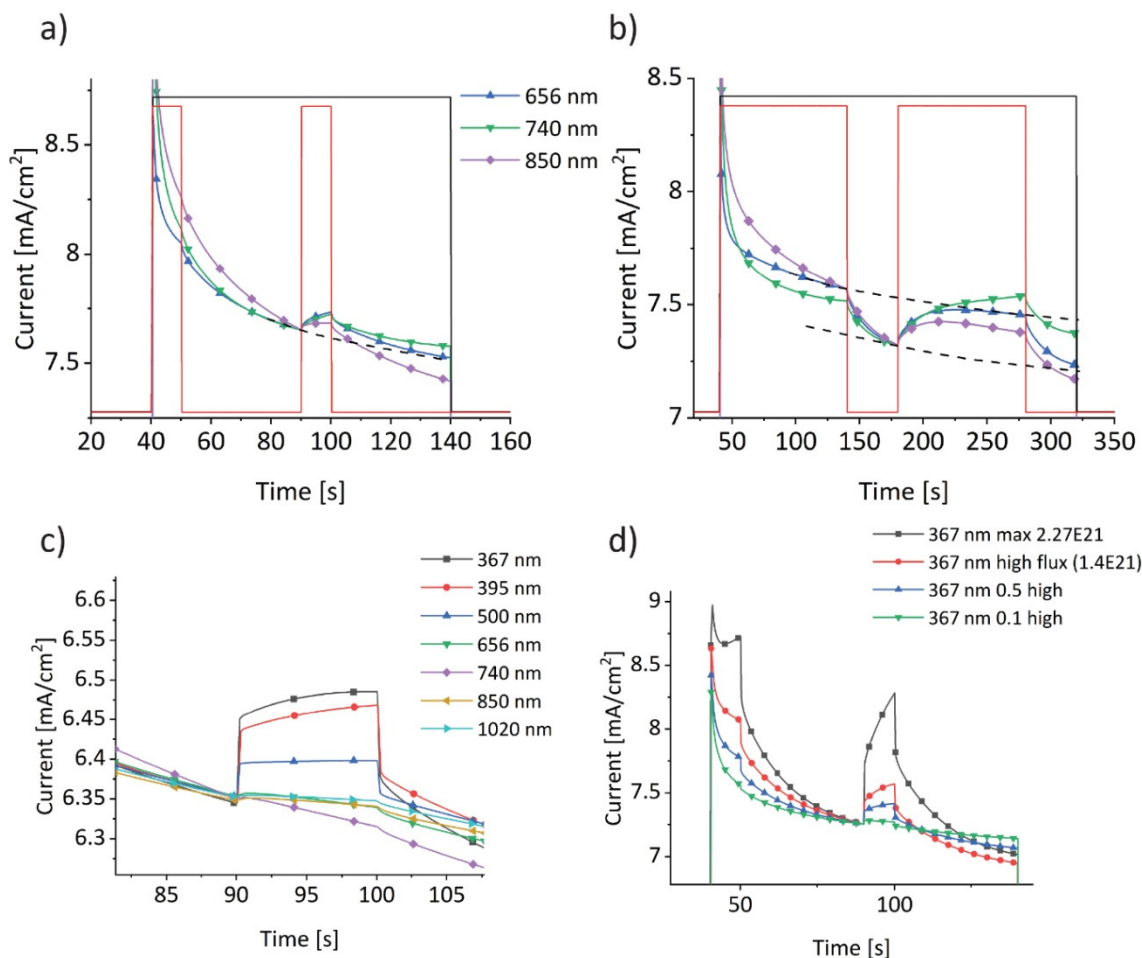 a)
b)
8.5
8
7.5
Current [mA/cm²]
20 40 60 80 100 120 140 160
Time [s]
656 nm
740 nm
850 nm
8.5
8
7.5
7
Current [mA/cm²]
50 100 150 200 250 300 350
Time [s]
c)
d)
367 nm
395 nm
500 nm
656 nm
740 nm
850 nm
1020 nm
6.6
6.55
6.5
6.45
6.4
6.35
6.3
Current [mA/cm²]
85 90 95 100 105
Time [s]
367 nm max 2.27E21
367 nm high flux (1.4E21)
367 nm 0.5 high
367 nm 0.1 high
9
8.5
8
7.5
7
Current [mA/cm²]
50 100
Time [s]